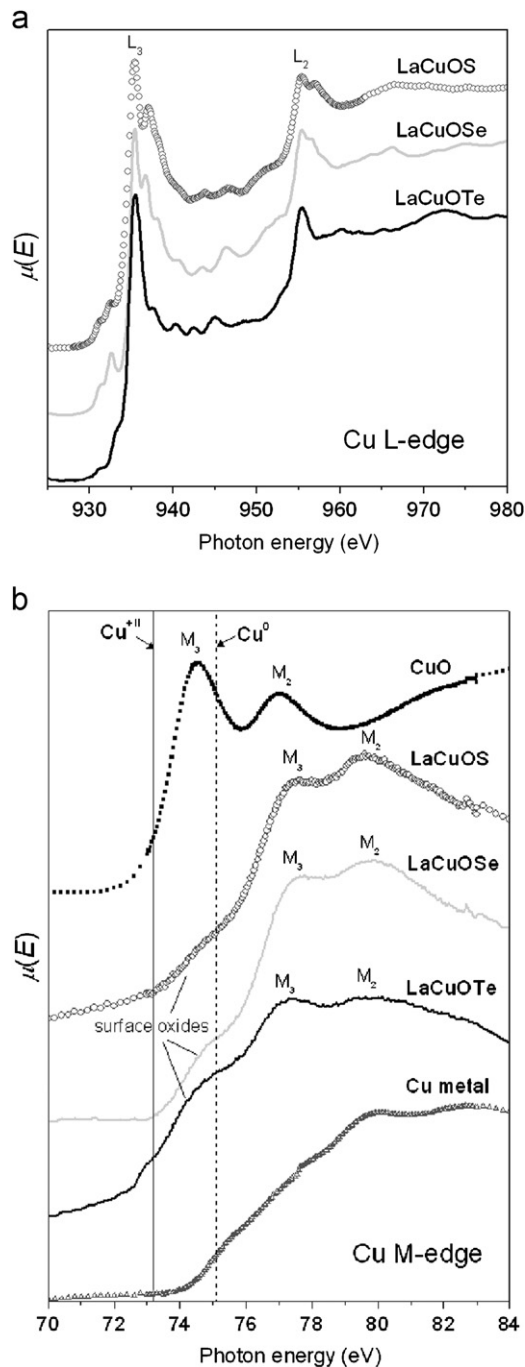 a
L₃
L₂
LaCuOS
LaCuOSe
LaCuOTe
μ(E)
Cu L-edge
930 940 950 960 970 980
Photon energy (eV)
b
Cu⁺ᴵᴵ
M₃
Cu⁰
M₂
CuO
M₃
M₂
LaCuOS
M₃
M₂
LaCuOSe
μ(E)
surface oxides
M₃
M₂
LaCuOTe
Cu metal
Cu M-edge
70 72 74 76 78 80 82 84
Photon energy (eV)